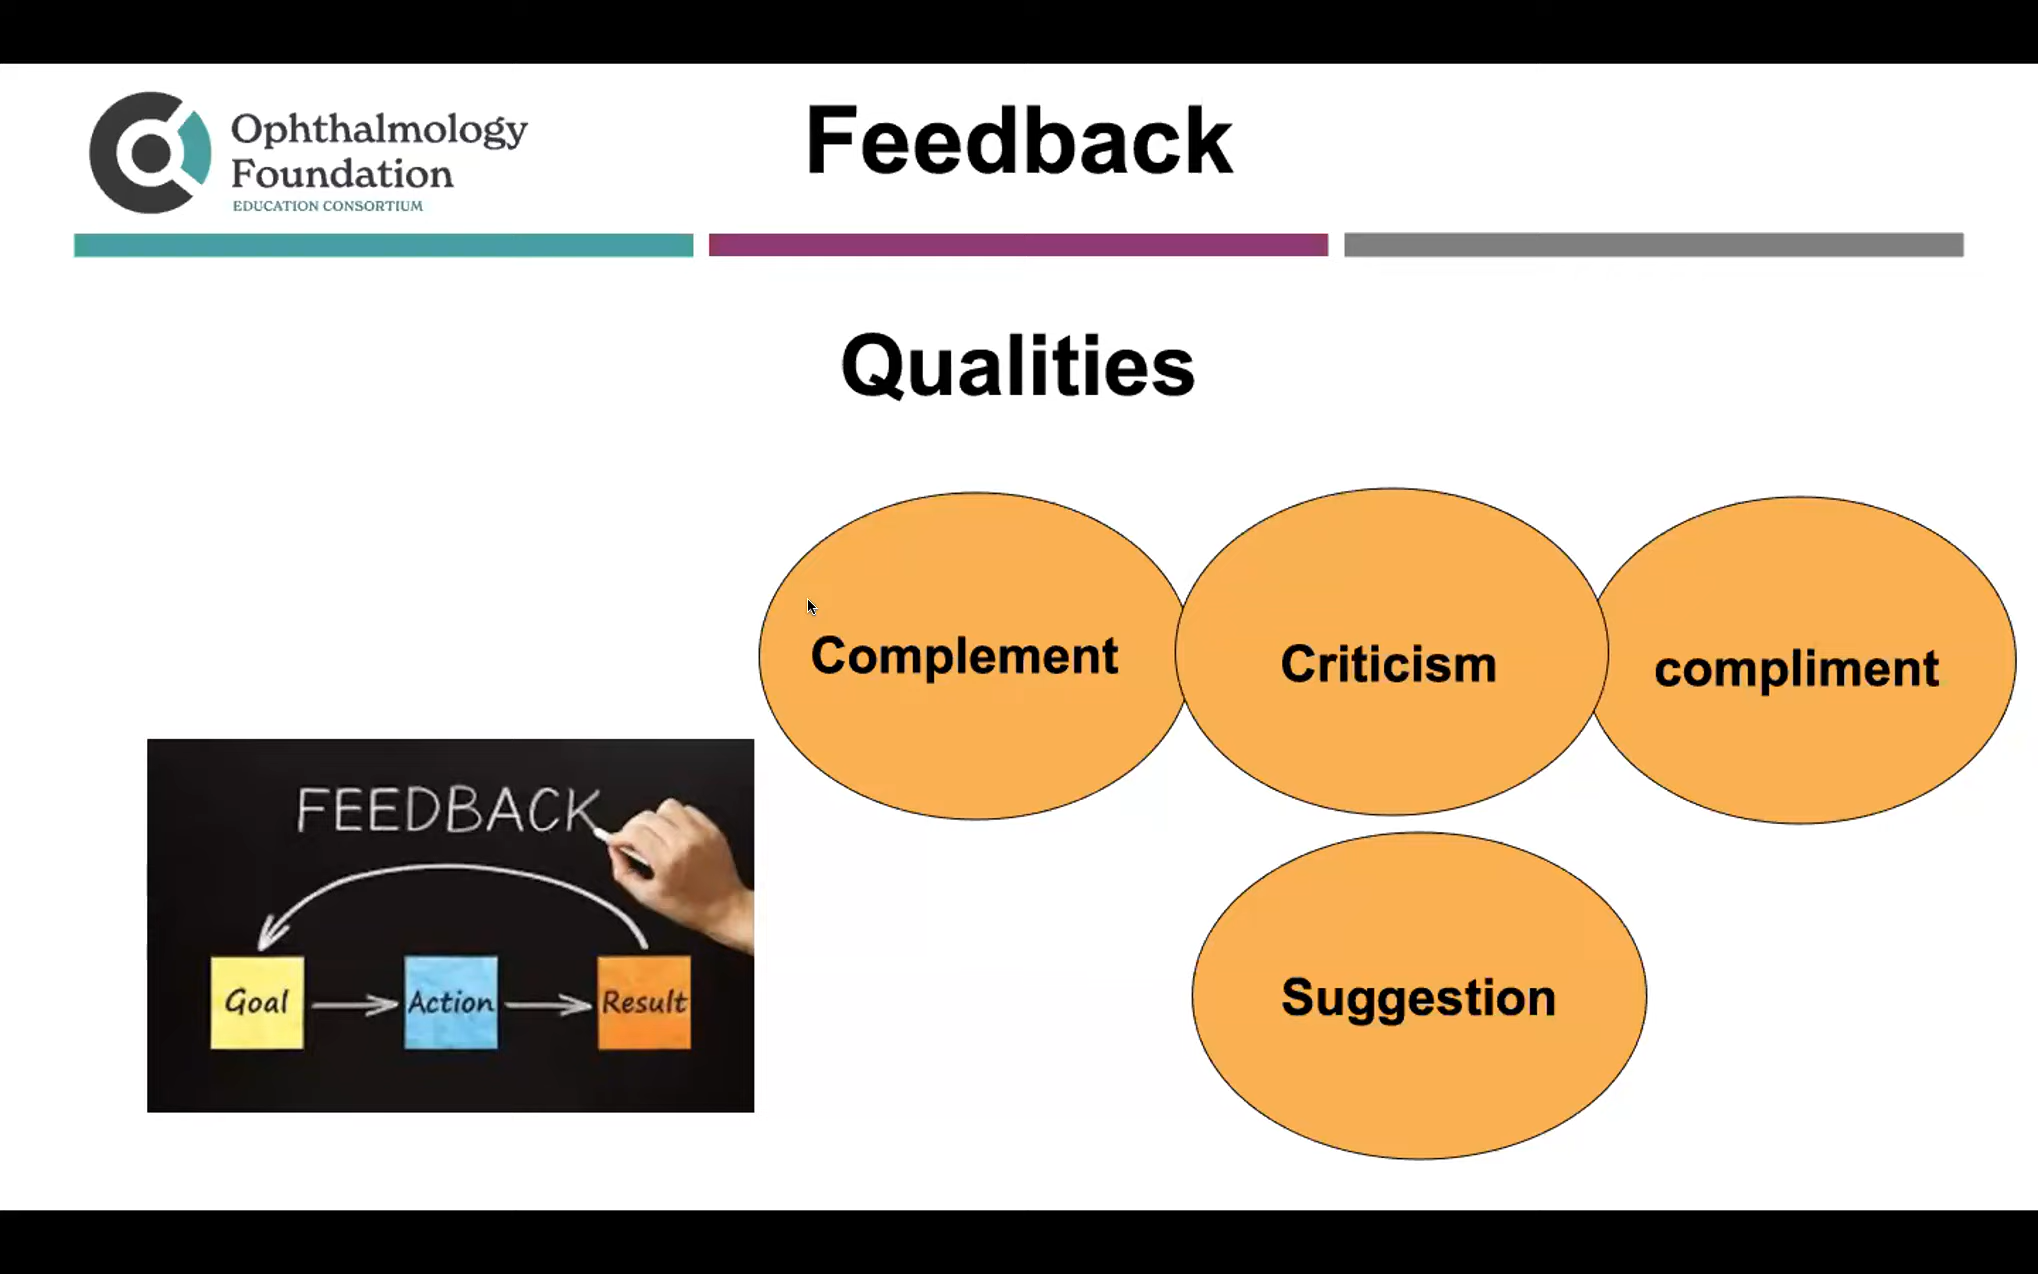 Ophthalmology
Foundation
EDUCATION CONSORTIUM
Feedback
Qualities
Complement
Criticism
compliment
Suggestion
FEEDBACK
Goal
Action
Result